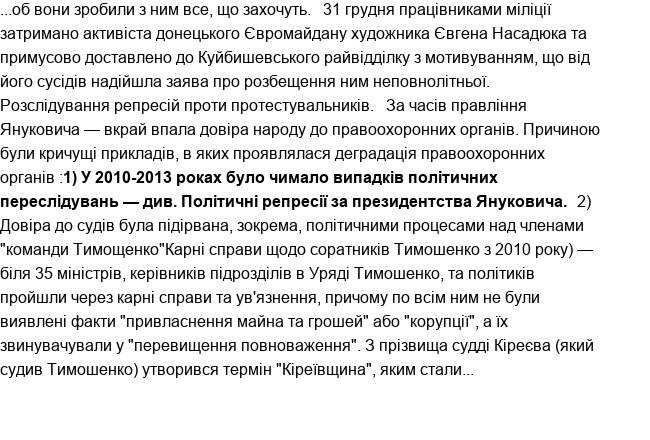 ...об вони зробили з ним все, що захочуть.   31 грудня працівниками міліції
затримано активіста донецького Євромайдану художника Євгена Насадюка та
примусово доставлено до Куйбишевського райвідділку з мотивуванням, що від
його сусідів надійшла заява про розбещення ним неповнолітньої.
Розслідування репресій проти протестувальників.   За часів правління
Януковича — вкрай впала довіра народу до правоохоронних органів. Причиною
були кричущі прикладів, в яких проявлялася деградація правоохоронних
органів :1) У 2010-2013 роках було чимало випадків політичних
переслідувань — див. Політичні репресії за президентства Януковича.  2)
Довіра до судів була підірвана, зокрема, політичними процесами над членами
"команди Тимощенко"Карні справи щодо соратників Тимошенко з 2010 року) —
біля 35 міністрів, керівників підрозділів в Уряді Тимошенко, та політиків
пройшли через карні справи та ув'язнення, причому по всім ним не були
виявлені факти "привласнення майна та грошей" або "корупції", а їх
звинувачували у "перевищення повноваження". З прізвища судді Кірєєва (який
судив Тимошенко) утворився термін "Кіреївщина", яким стали...